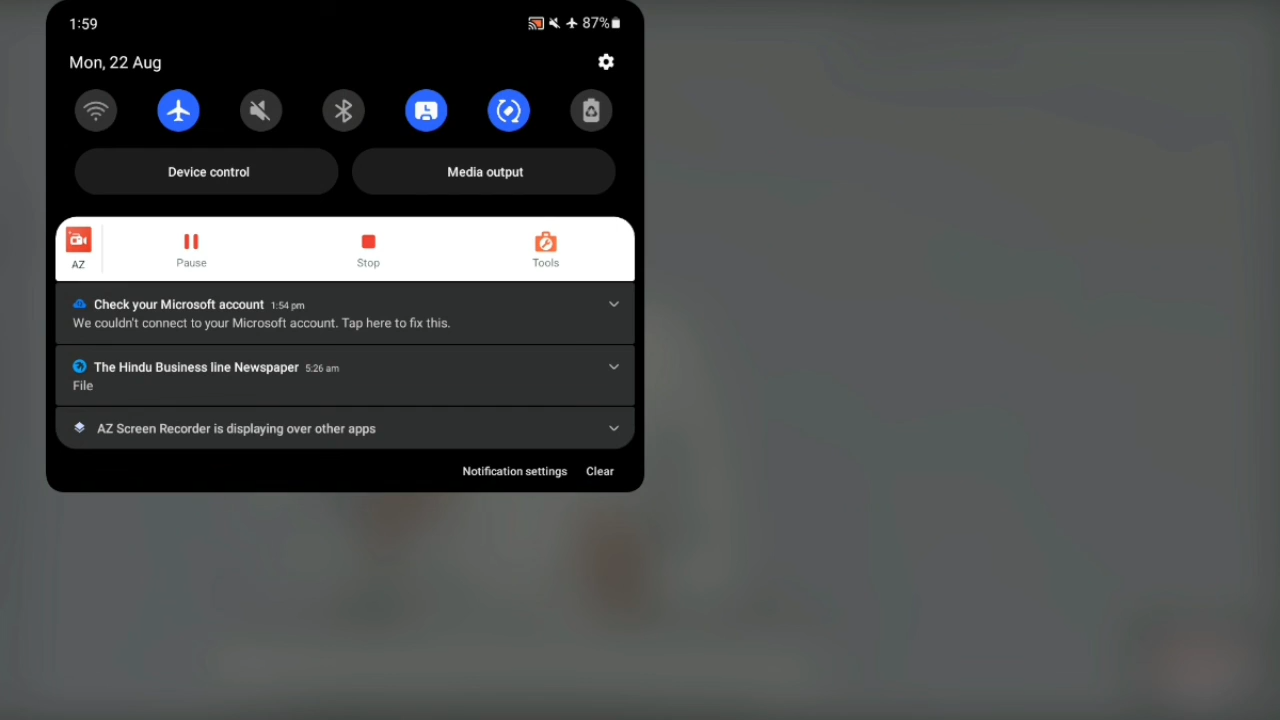 1:59 87%
Mon, 22 Aug
Device control Media output
AZ Pause Stop Tools
Check your Microsoft account 1:54 pm
We couldn't connect to your Microsoft account. Tap here to fix this.
The Hindu Business line Newspaper 5:26 am
File
AZ Screen Recorder is displaying over other apps
Notification settings Clear